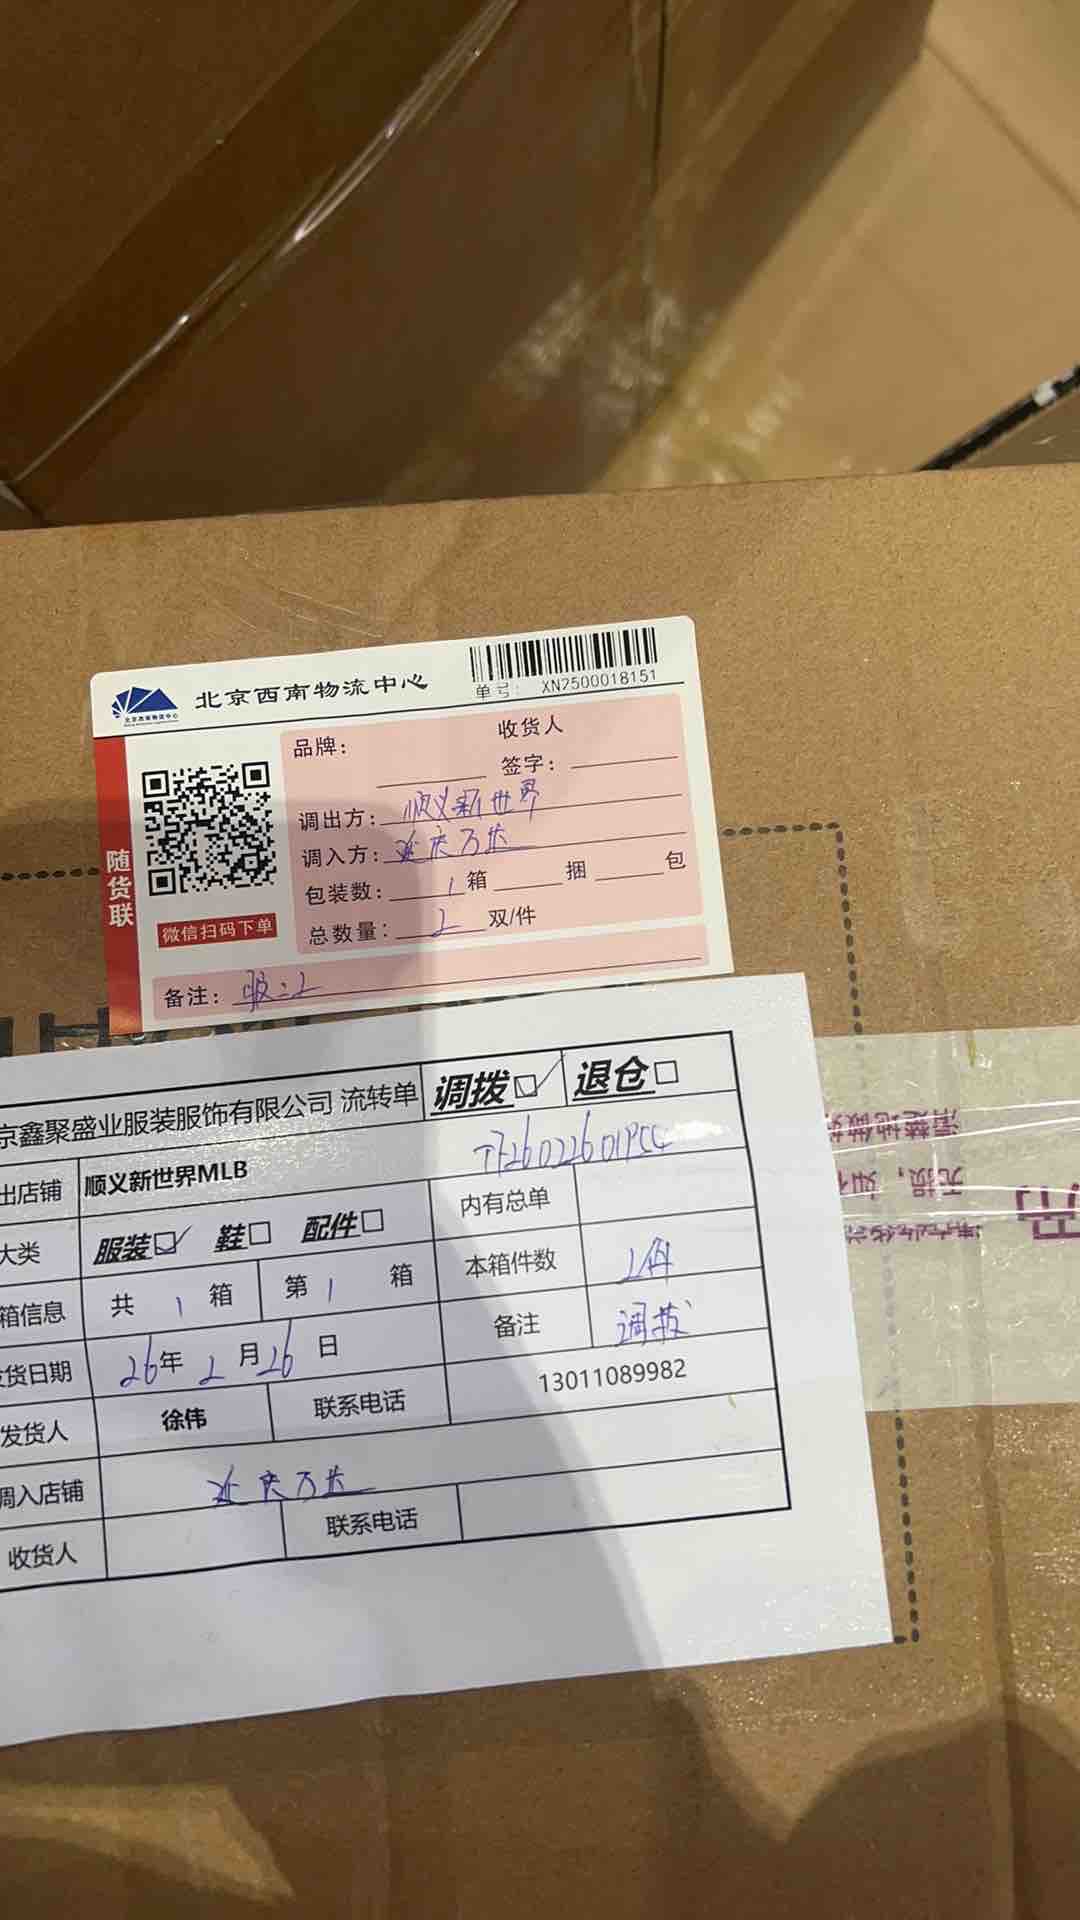 北京西南物流中心
单号: XN2500018151
随货联
微信扫码下单
品牌:
收货人
签字:
调出方: 顺义新世界
调入方: 延庆万达
包装数: 1 箱 捆 包
总数量: 2 双/件
备注: 服:2
京鑫聚盛业服装服饰有限公司 流转单 调拨☑ 退仓□
出店铺 顺义新世界MLB
大类 服装☑ 鞋□ 配件□ 内有总单
箱信息 共 1 箱 第 1 箱 本箱件数 2件
发货日期 26年 2月 26日 备注 调拨
发货人 徐伟 联系电话 13011089982
调入店铺 延庆万达
收货人 联系电话